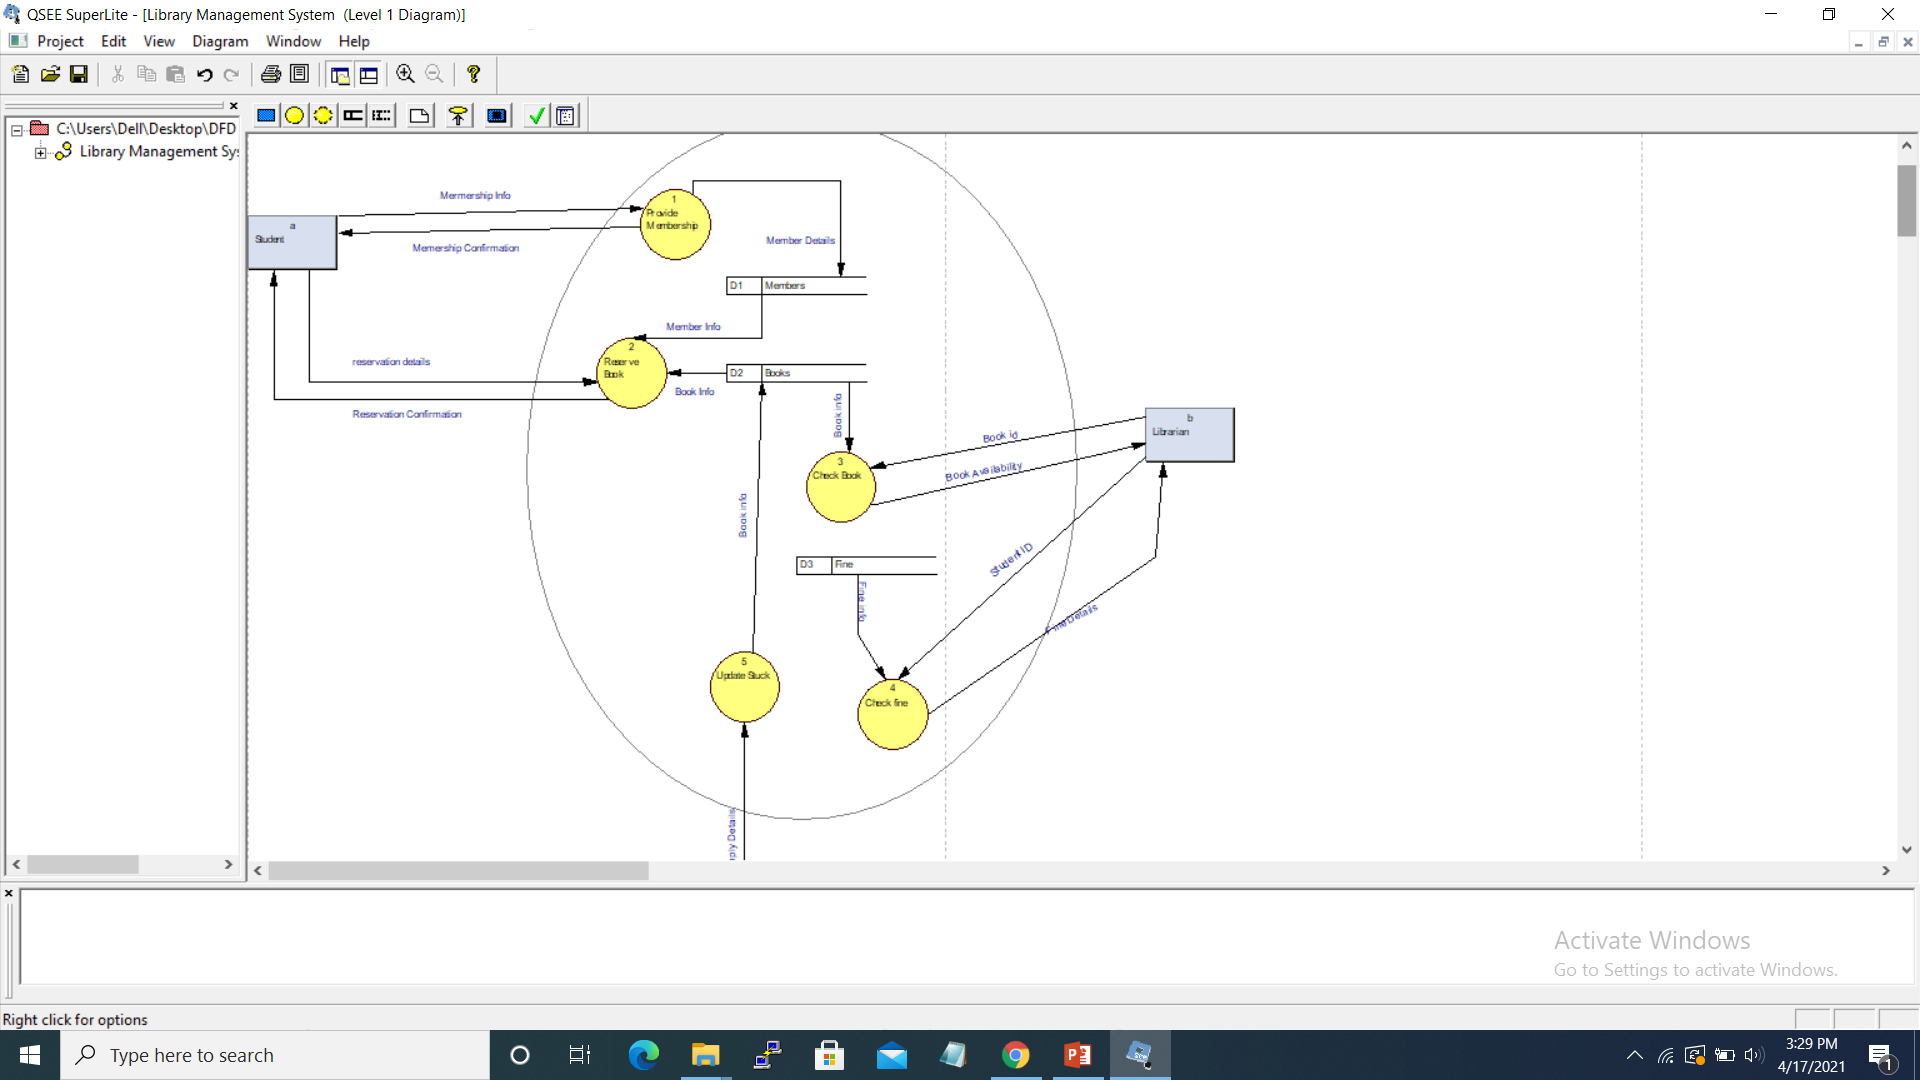 QSEE SuperLite - [Library Management System  (Level 1 Diagram)]
Project Edit View Diagram Window Help
C:\Users\Dell\Desktop\DFD
Library Management Sy
Mermership Info
1
Provide
Membership
a
Student
Memership Confirmation
Member Details
D1 Members
Member Info
2
Reserve
Book
reservation details
D2 Books
Book Info
Reservation Confirmation
Book info
b
Librarian
Book id
3
Check Book
Book Availability
Book info
Student ID
D3 Fine
Fine info
Fine Details
5
Update Stuck
4
Check fine
ply Details
Activate Windows
Go to Settings to activate Windows.
Right click for options
Type here to search
3:29 PM
4/17/2021
1